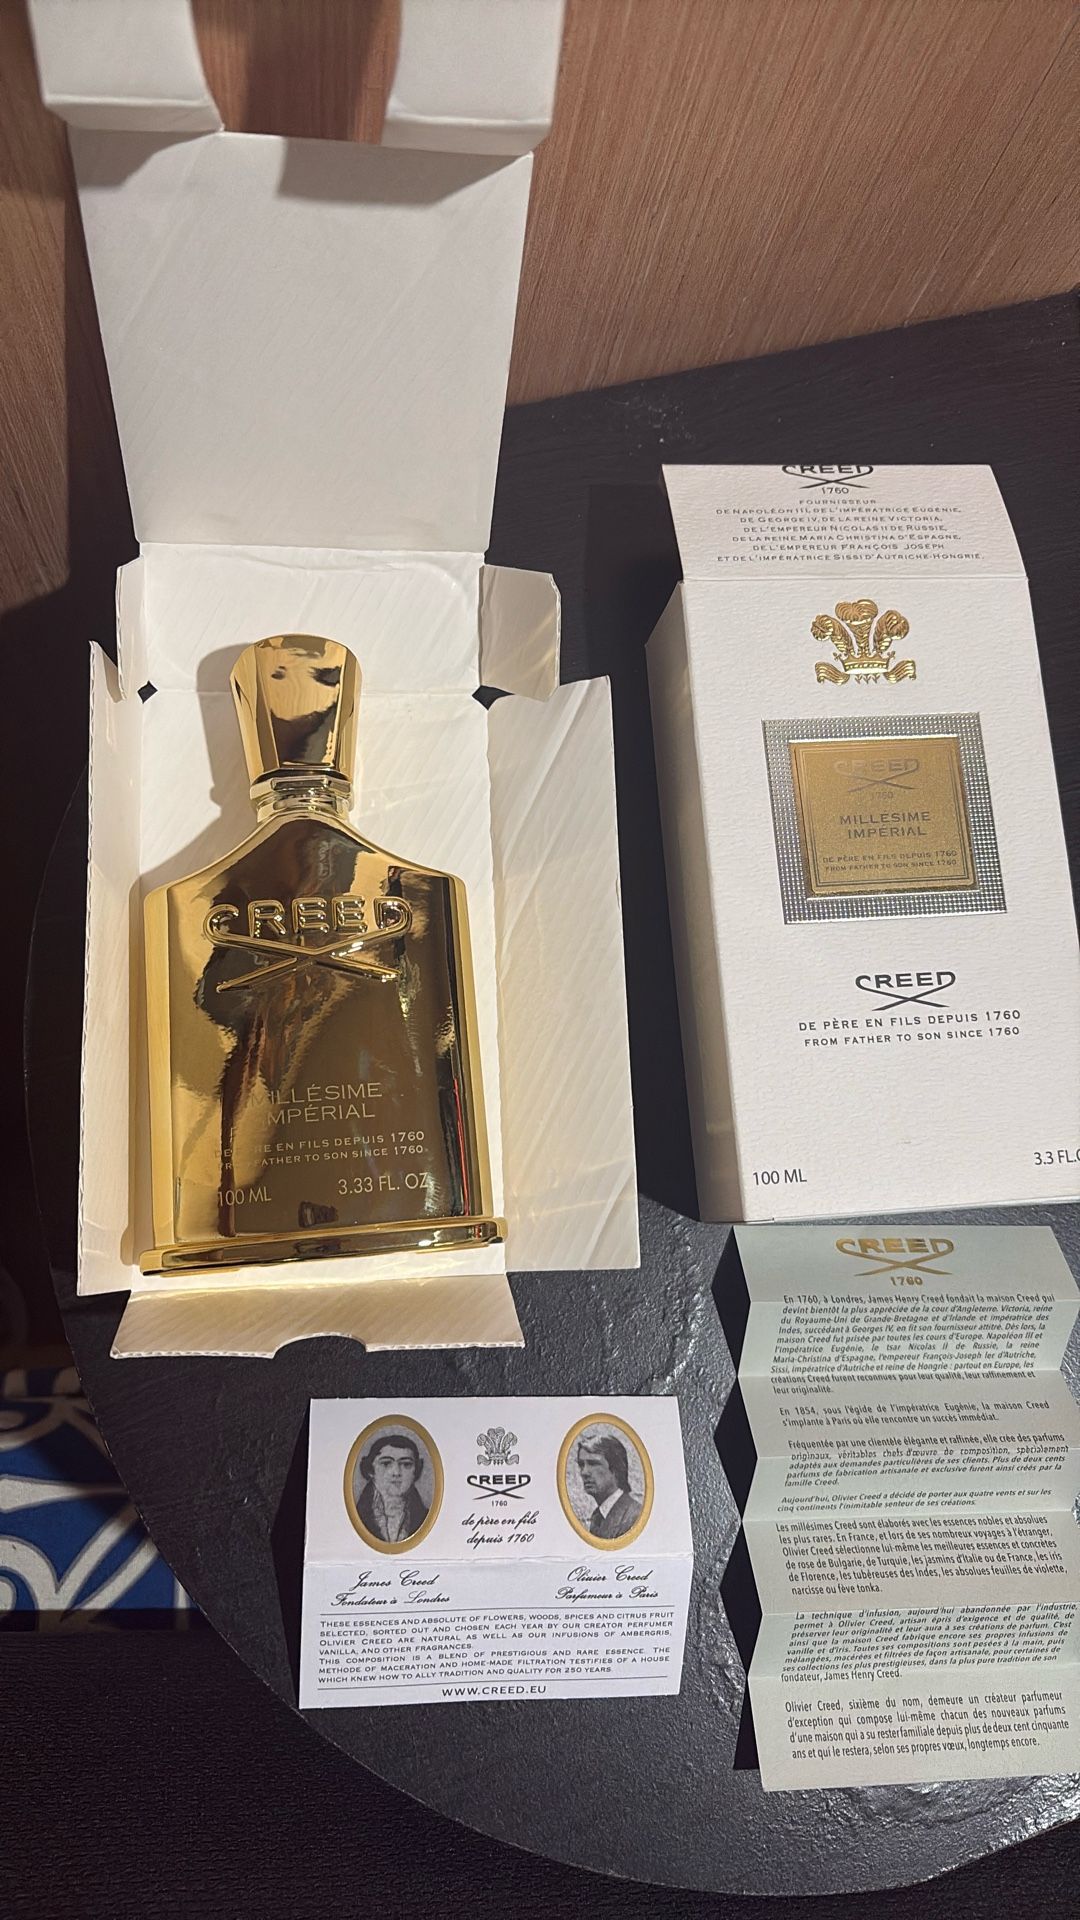 CREED
1760
FOURNISSEUR
DE NAPOLÉON III, DE L'IMPÉRATRICE EUGÉNIE,
DE GEORGE IV, DE LA REINE VICTORIA,
DE L'EMPEREUR NICOLAS II DE RUSSIE,
DE LA REINE MARIA CHRISTINA D'ESPAGNE,
DE L'EMPEREUR FRANÇOIS JOSEPH
ET DE L'IMPÉRATRICE SISSI D'AUTRICHE-HONGRIE.
CREED
1760
MILLÉSIME
IMPÉRIAL
DE PÈRE EN FILS DEPUIS 1760
FROM FATHER TO SON SINCE 1760
CREED
DE PÈRE EN FILS DEPUIS 1760
FROM FATHER TO SON SINCE 1760
100 ML 3.3 FL.O
CREED
MILLÉSIME
IMPÉRIAL
DE PÈRE EN FILS DEPUIS 1760
FROM FATHER TO SON SINCE 1760
100 ML 3.33 FL. OZ
CREED
1760
de père en fils
depuis 1760
James Creed Olivier Creed
Fondateur à Londres Parfumeur à Paris
THESE ESSENCES AND ABSOLUTE OF FLOWERS, WOODS, SPICES AND CITRUS FRUIT
SELECTED, SORTED OUT AND CHOSEN EACH YEAR BY OUR CREATOR PERFUMER
OLIVIER CREED ARE NATURAL AS WELL AS OUR INFUSIONS OF AMBERGRIS,
VANILLA, AND OTHER FRAGRANCES.
THIS COMPOSITION IS A BLEND OF PRESTIGIOUS AND RARE ESSENCE. THE
METHODE OF MACERATION AND HOME-MADE FILTRATION TESTIFIES OF A HOUSE
WHICH KNEW HOW TO ALLY TRADITION AND QUALITY FOR 250 YEARS.
WWW.CREED.EU
CREED
1760
En 1760, à Londres, James Henry Creed fondait la maison Creed qui
devint bientôt la plus appréciée de la cour d'Angleterre. Victoria, reine
du Royaume-Uni de Grande-Bretagne et d'Irlande et impératrice des
Indes, succédant à Georges IV, en fit son fournisseur attitré. Dès lors, la
maison Creed fut prisée par toutes les cours d'Europe. Napoléon III et
l'impératrice Eugénie, le tsar Nicolas II de Russie, la reine
Maria-Christina d'Espagne, l'empereur François-Joseph Ier d'Autriche,
Sissi, impératrice d'Autriche et reine de Hongrie : partout en Europe, les
créations Creed furent reconnues pour leur qualité, leur raffinement et
leur originalité.
En 1854, sous l'égide de l'impératrice Eugénie, la maison Creed
s'implante à Paris où elle rencontre un succès immédiat.
Fréquentée par une clientèle élégante et raffinée, elle crée des parfums
originaux, véritables chefs d'œuvre de composition, spécialement
adaptés aux demandes particulières de ses clients. Plus de deux cents
parfums de fabrication artisanale et exclusive furent ainsi créés par la
famille Creed.
Aujourd'hui, Olivier Creed a décidé de porter aux quatre vents et sur les
cinq continents l'inimitable senteur de ses créations.
Les millésimes Creed sont élaborés avec les essences nobles et absolues
les plus rares. En France, et lors de ses nombreux voyages à l'étranger,
Olivier Creed sélectionne lui-même les meilleures essences et concrètes
de rose de Bulgarie, de Turquie, les jasmins d'Italie ou de France, les iris
de Florence, les tubéreuses des Indes, les absolues feuilles de violette,
narcisse ou fève tonka.
La technique d'infusion, aujourd'hui abandonnée par l'industrie,
permet à Olivier Creed, artisan épris d'exigence et de qualité, de
préserver leur originalité et leur aura à ses créations de parfum. C'est
ainsi que la maison Creed fabrique encore ses propres infusions de
vanille et d'iris. Toutes ses compositions sont pesées à la main, puis
mélangées, macérées et filtrées de façon artisanale, pour certaines de
ses collections les plus prestigieuses, dans la plus pure tradition de son
fondateur, James Henry Creed.
Olivier Creed, sixième du nom, demeure un créateur parfumeur
d'exception qui compose lui-même chacun des nouveaux parfums
d'une maison qui a su rester familiale depuis plus de deux cent cinquante
ans et qui le restera, selon ses propres vœux, longtemps encore.